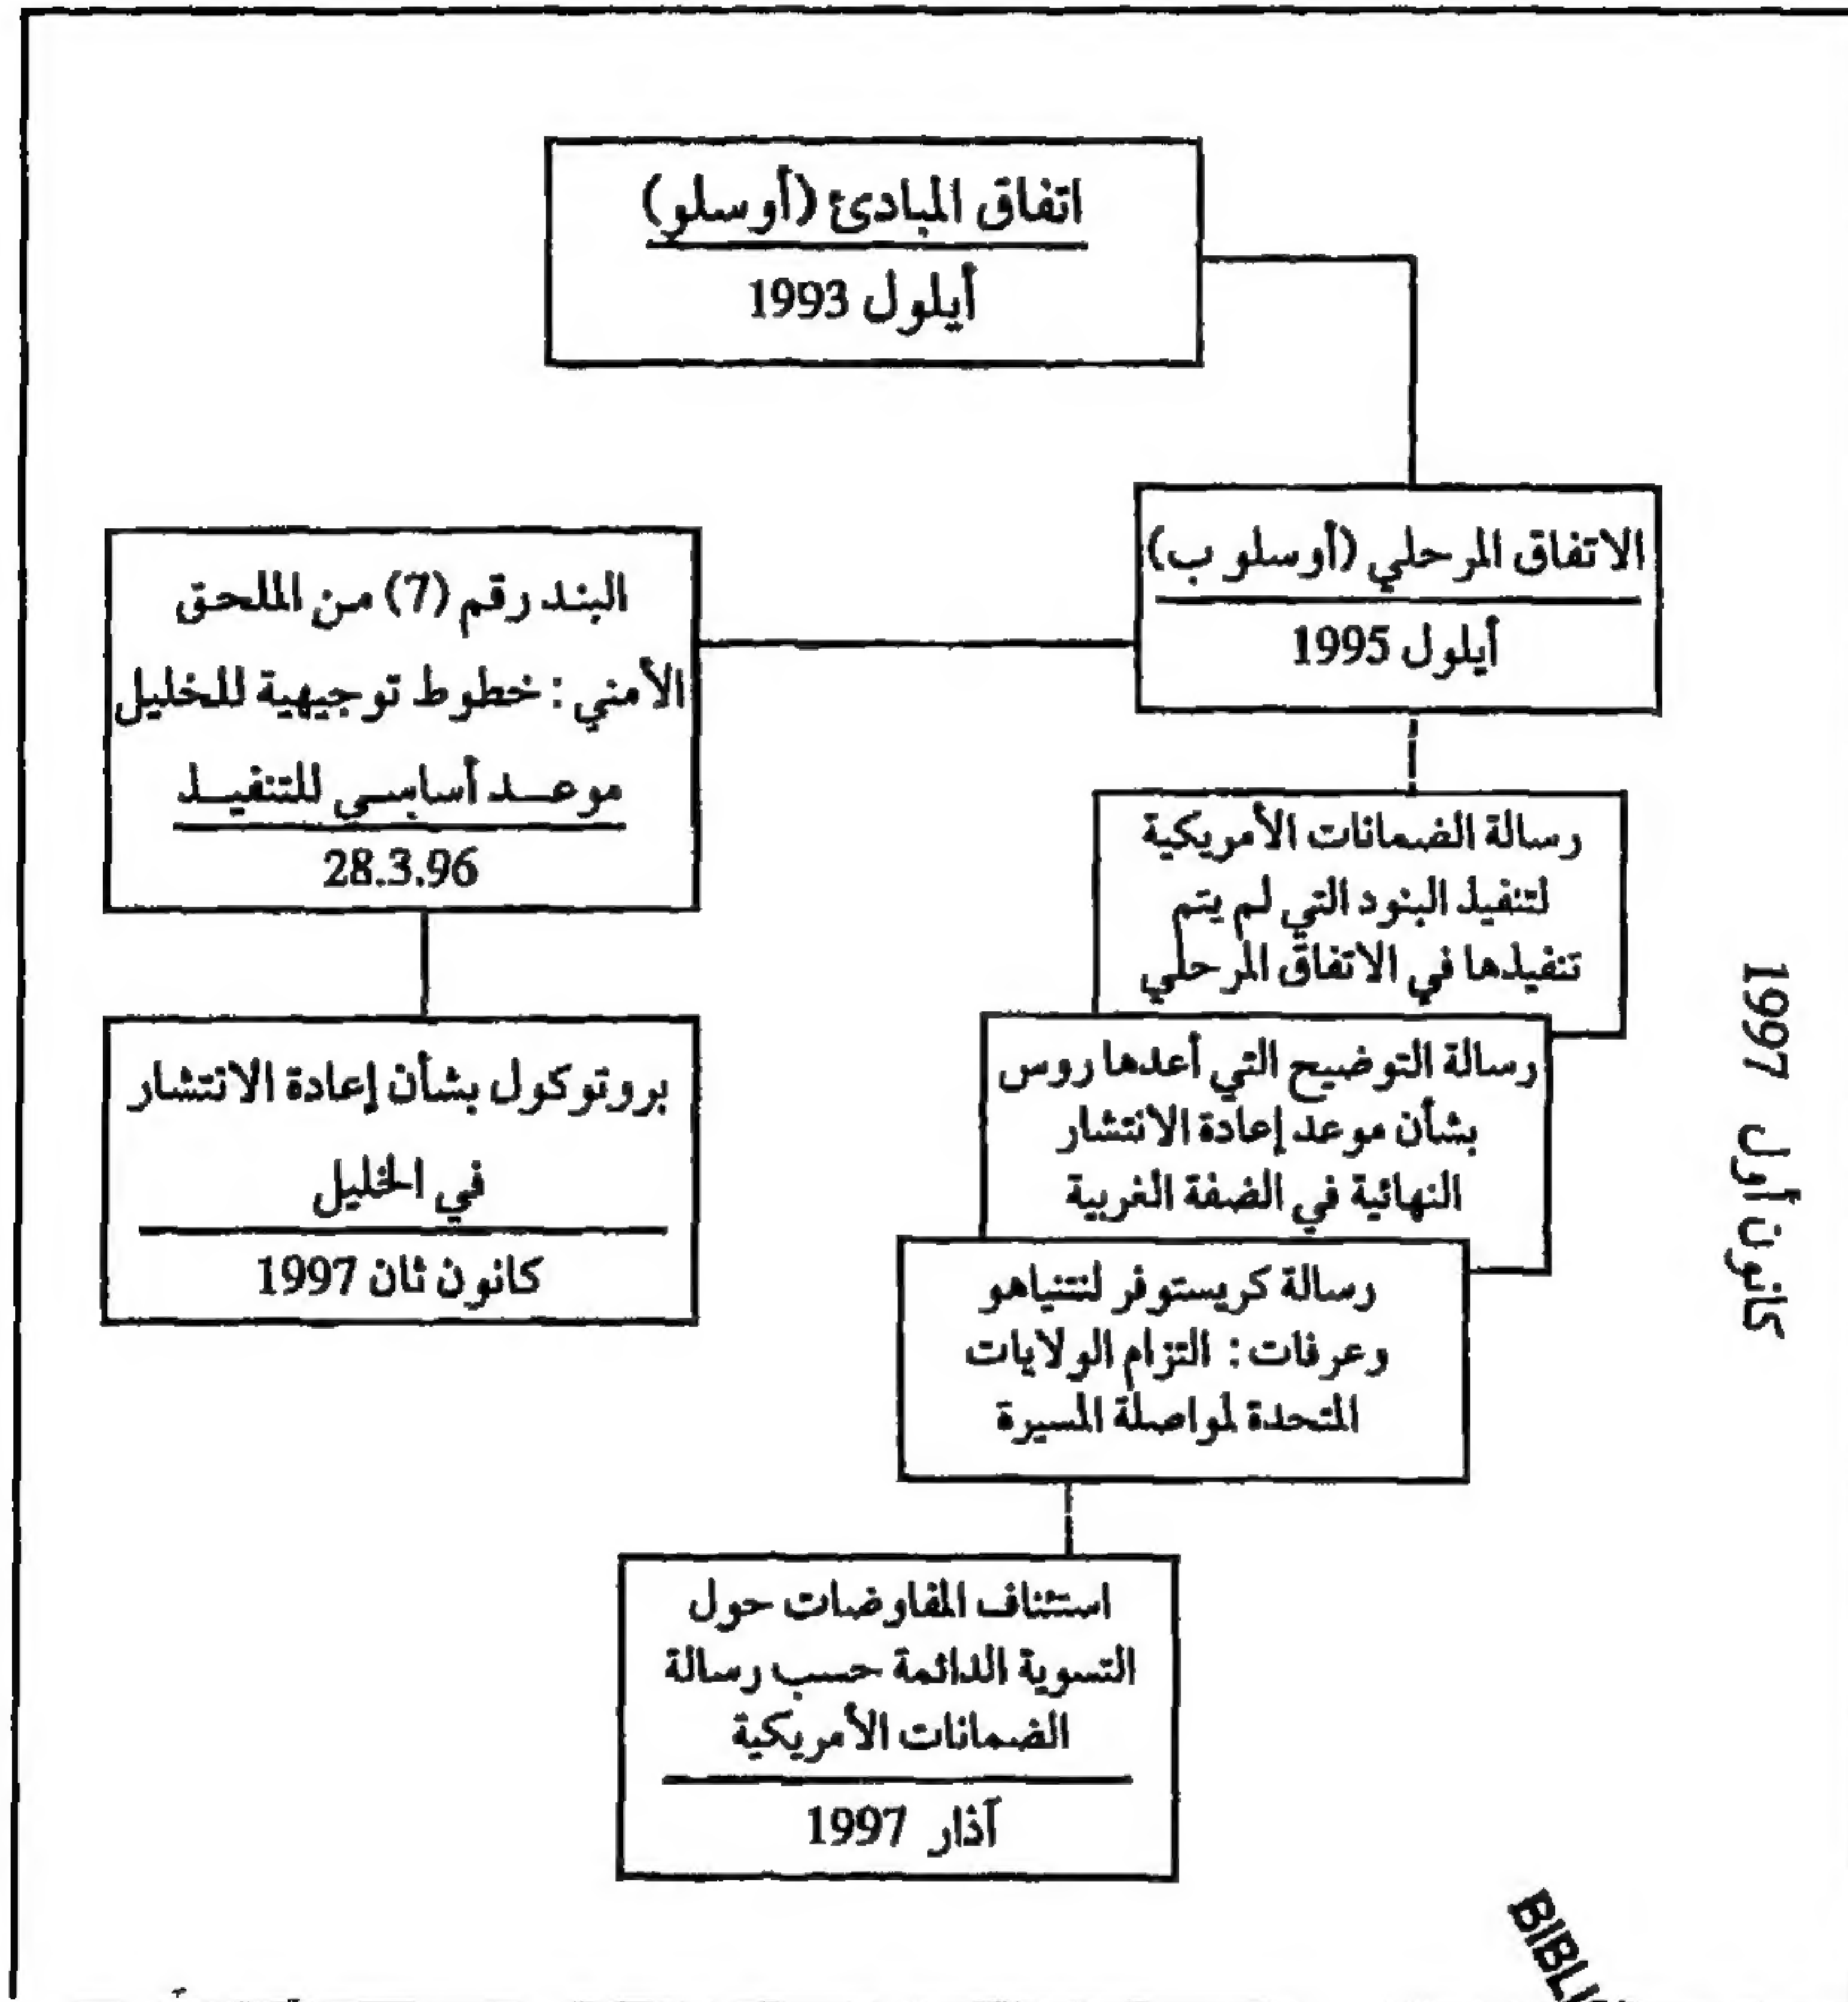 اتفاق المبادئ (أوسلو)
أيلول 1993
الاتفاق المرحلي (أوسلو ب)
أيلول 1995
البند رقم (7) من الملحق
الأمني : خطوط توجيهية للخليل
موعد أساسي للتنفيذ
28.3.96
رسالة الضمانات الأمريكية
لتنفيذ البنود التي لم يتم
تنفيذها في الاتفاق المرحلي
رسالة التوضيح التي أعدها روس
بشأن موعد إعادة الانتشار
النهائية في الضفة الغربية
رسالة كريستوفر لنتنياهو
وعرفات : التزام الولايات
المتحدة لمواصلة المسيرة
كانون أول 1997
بروتوكول بشأن إعادة الانتشار
في الخليل
كانون ثان 1997
استئناف المفاوضات حول
التسوية الدائمة حسب رسالة
الضمانات الأمريكية
آذار 1997